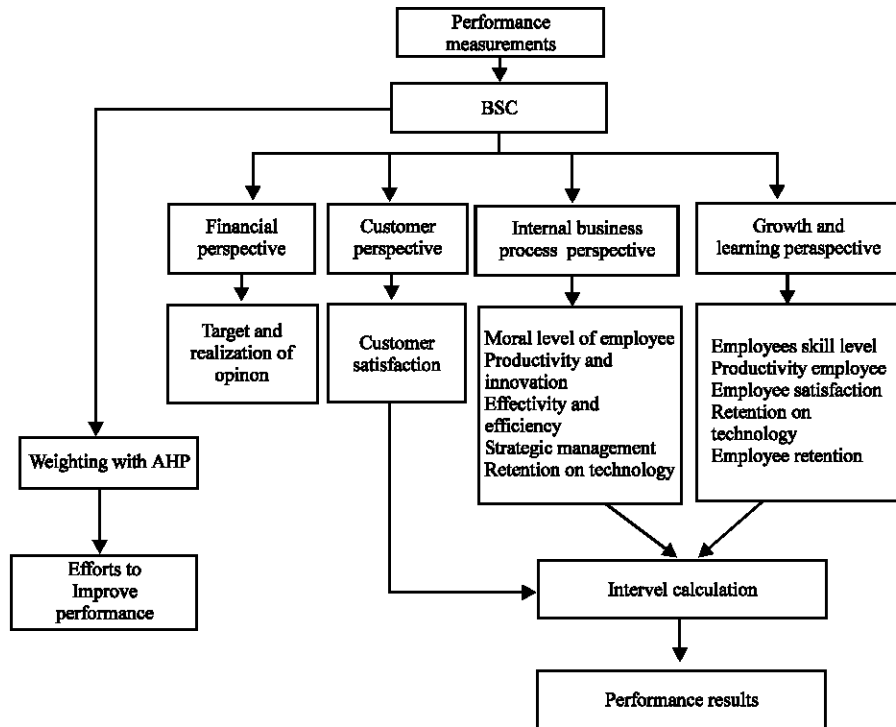 Performance
measurements
BSC
Financial
perspective
Customer
perspective
Internal business
process perspective
Growth and
learning peraspective
Target and
realization of
opinon
Customer
satisfaction
Moral level of employee
Productivity and
innovation
Effectivity and
efficiency
Strategic management
Retention on technology
Employees skill level
Productivity employee
Employee satisfaction
Retention on
technology
Employee retention
Weighting with AHP
Efforts to
Improve
performance
Intervel calculation
Performance results